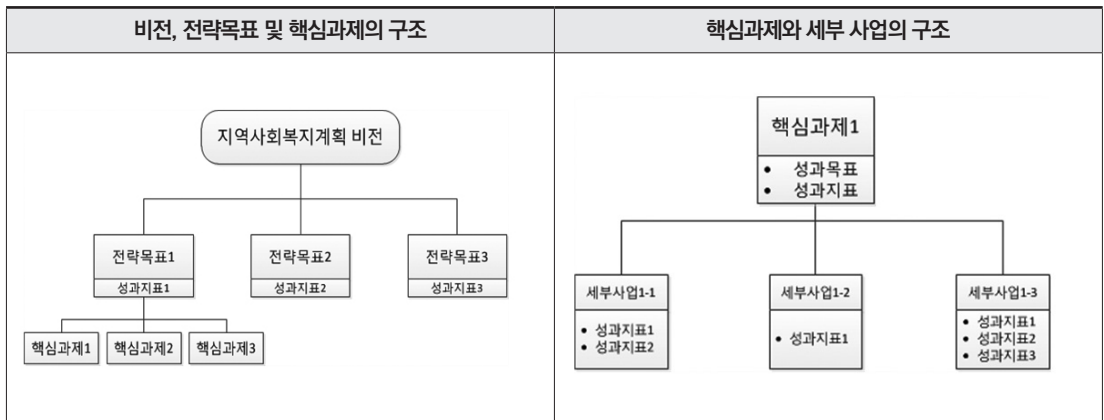 비전, 전략목표 및 핵심과제의 구조
핵심과제와 세부 사업의 구조
지역사회복지계획 비전
전략목표1
성과지표1
전략목표2
성과지표2
전략목표3
성과지표3
핵심과제1
핵심과제2
핵심과제3
핵심과제1
• 성과목표
• 성과지표
세부사업1-1
• 성과지표1
• 성과지표2
세부사업1-2
• 성과지표1
세부사업1-3
• 성과지표1
• 성과지표2
• 성과지표3